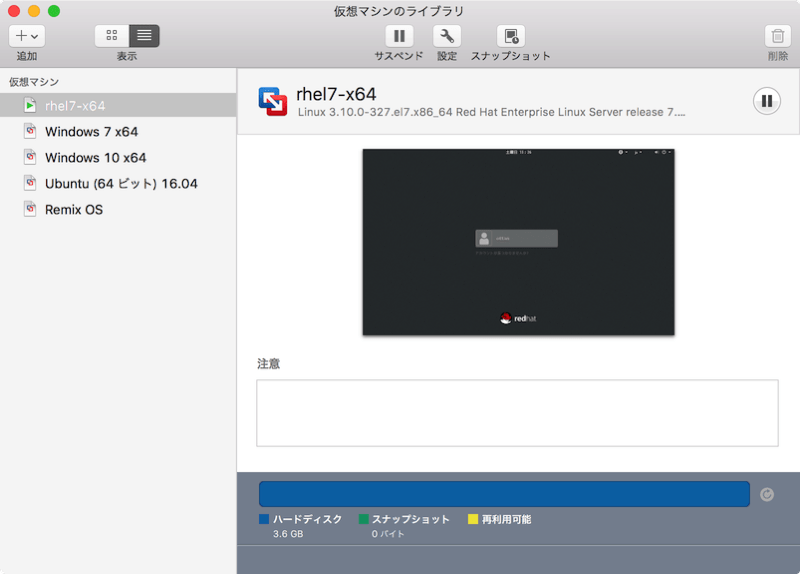 仮想マシンのライブラリ
追加
表示
サスペンド
設定
スナップショット
削除
仮想マシン
rhel7-x64
Windows 7 x64
Windows 10 x64
Ubuntu (64 ビット) 16.04
Remix OS
rhel7-x64
Linux 3.10.0-327.el7.x86_64 Red Hat Enterprise Linux Server release 7....
redhat
注意
ハードディスク
3.6 GB
スナップショット
0 バイト
再利用可能